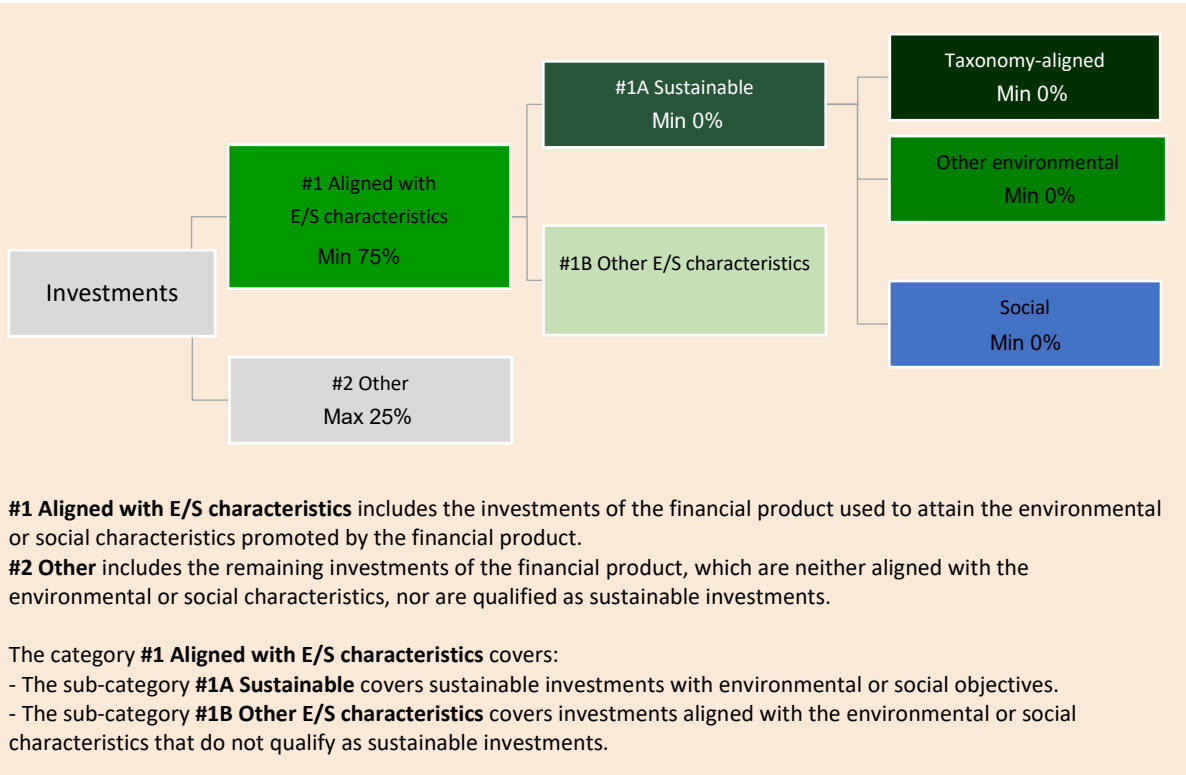 Investments
#1 Aligned with
E/S characteristics
Min 75%
#2 Other
Max 25%
#1A Sustainable
Min 0%
#1B Other E/S characteristics
Taxonomy-aligned
Min 0%
Other environmental
Min 0%
Social
Min 0%
#1 Aligned with E/S characteristics includes the investments of the financial product used to attain the environmental
or social characteristics promoted by the financial product.
#2 Other includes the remaining investments of the financial product, which are neither aligned with the
environmental or social characteristics, nor are qualified as sustainable investments.
The category #1 Aligned with E/S characteristics covers:
- The sub-category #1A Sustainable covers sustainable investments with environmental or social objectives.
- The sub-category #1B Other E/S characteristics covers investments aligned with the environmental or social
characteristics that do not qualify as sustainable investments.